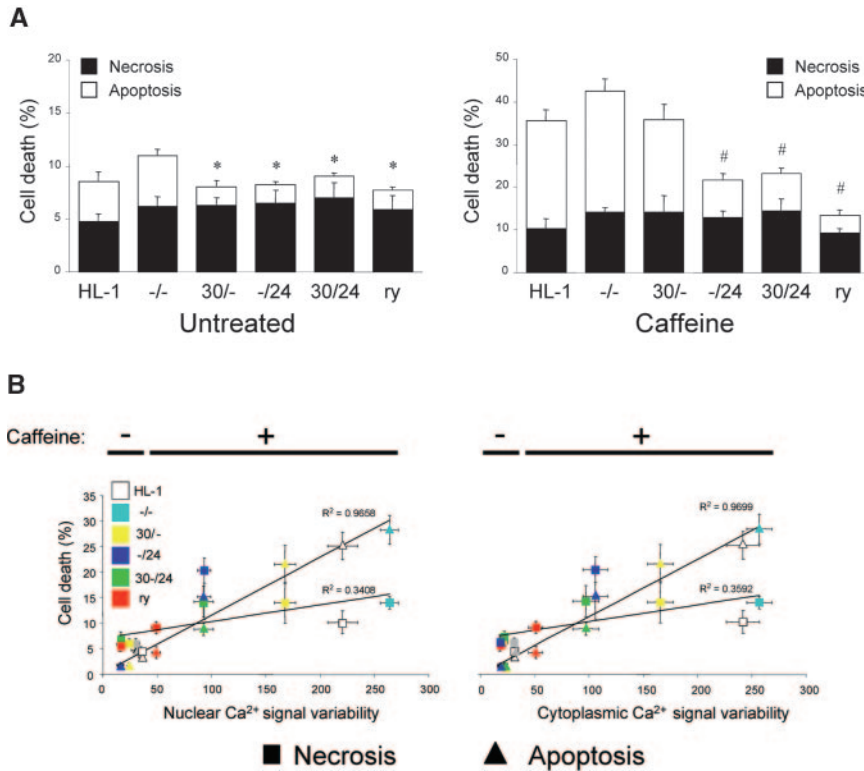 A
20
15
10
5
0
Cell death (%)
Necrosis
Apoptosis
* * * *
HL-1 -/- 30/- -/24 30/24 ry
Untreated
50
40
30
20
10
0
Cell death (%)
Necrosis
Apoptosis
# # #
HL-1 -/- 30/- -/24 30/24 ry
Caffeine
B
Caffeine: - +
- +
35
30
25
20
15
10
5
0
Cell death (%)
HL-1
-/-
30/-
-/24
30-/24
ry
R² = 0.9658
R² = 0.3408
0 50 100 150 200 250 300
Nuclear Ca²⁺ signal variability
R² = 0.9699
R² = 0.3592
0 50 100 150 200 250 300
Cytoplasmic Ca²⁺ signal variability
Necrosis Apoptosis